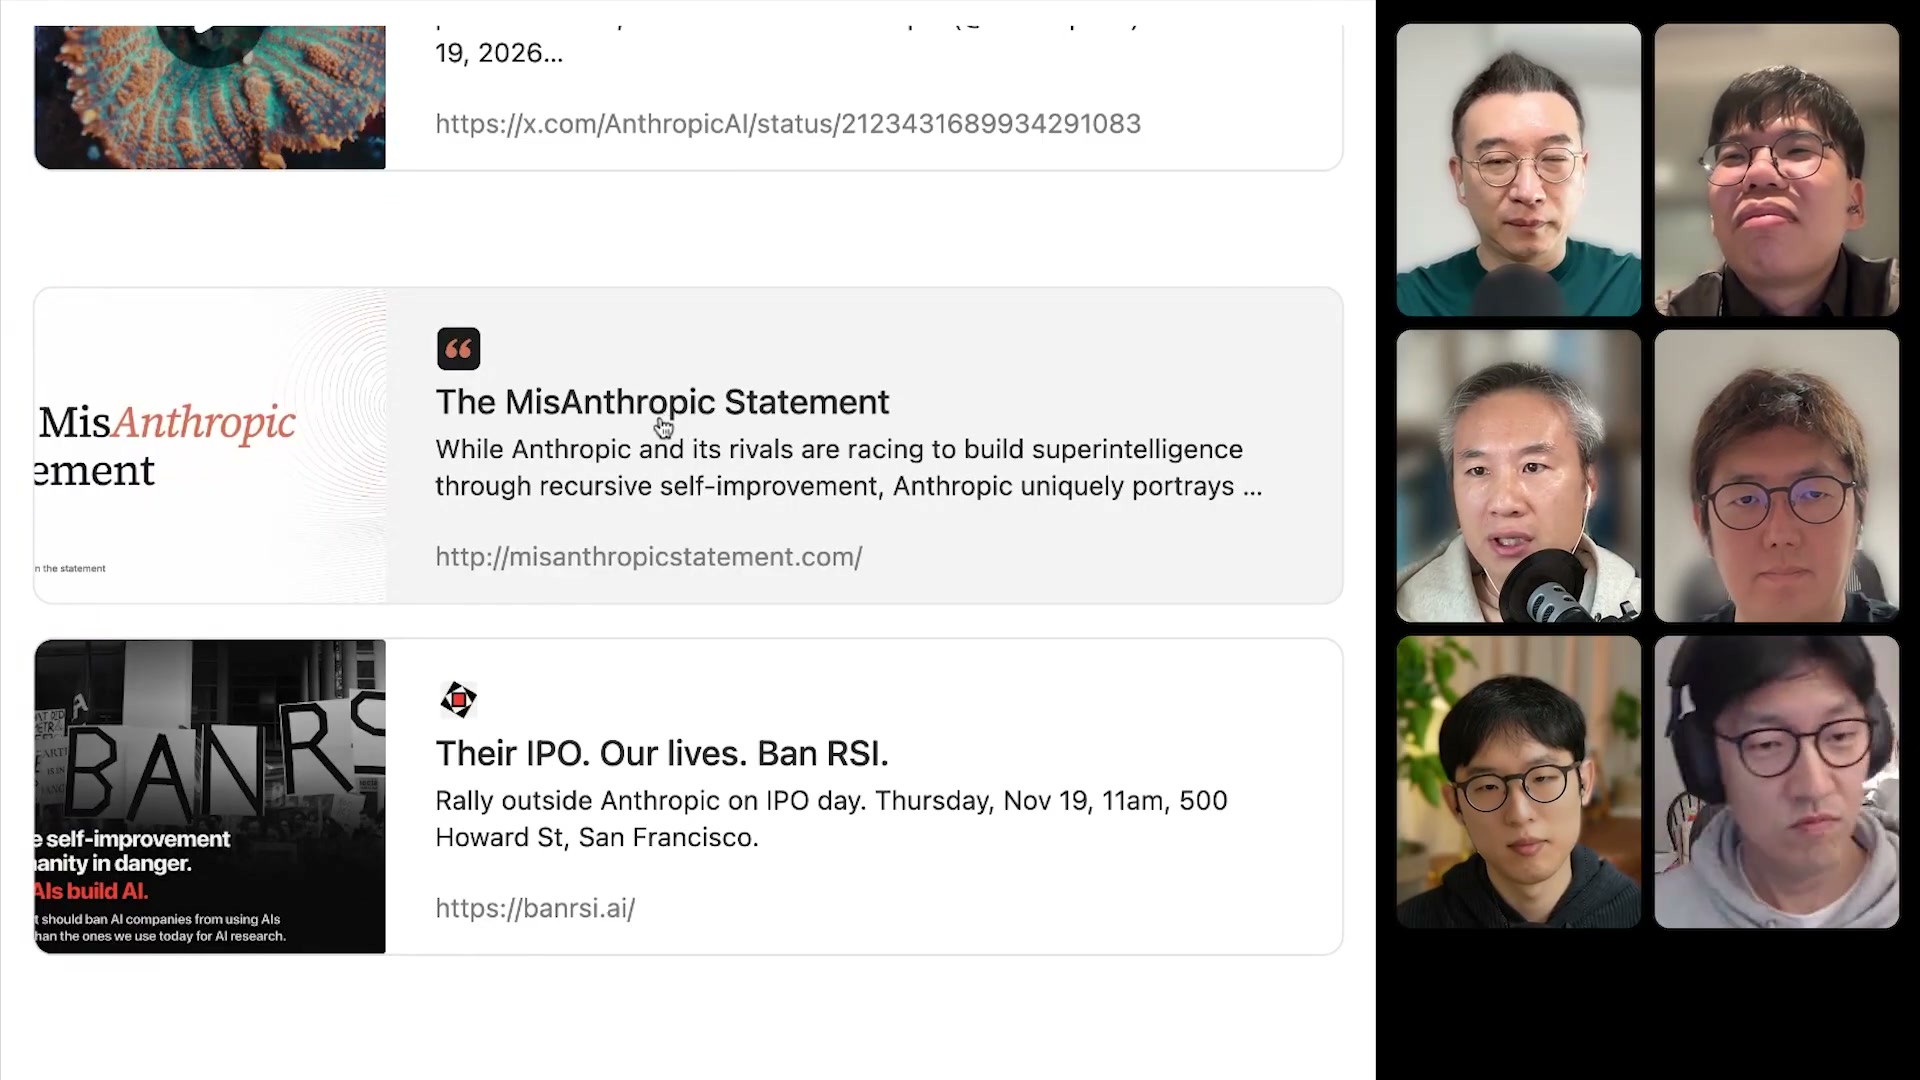 19, 2026...
https://x.com/AnthropicAI/status/2123431689934291083
MisAnthropic
ement
n the statement
The MisAnthropic Statement
While Anthropic and its rivals are racing to build superintelligence
through recursive self-improvement, Anthropic uniquely portrays ...
http://misanthropicstatement.com/
BAN RS
e self-improvement
anity in danger.
AIs build AI.
t should ban AI companies from using AIs
han the ones we use today for AI research.
Their IPO. Our lives. Ban RSI.
Rally outside Anthropic on IPO day. Thursday, Nov 19, 11am, 500
Howard St, San Francisco.
https://banrsi.ai/